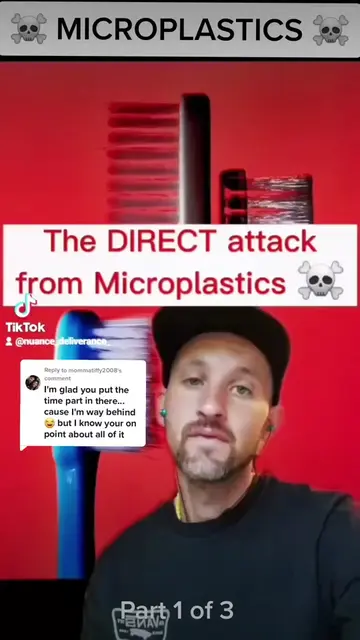 ☠️ MICROPLASTICS ☠️
The DIRECT attack
from Microplastics ☠️
TikTok
@nuance_deliverance_
Reply to mommatiffy2008's
comment
I'm glad you put the
time part in there...
cause I'm way behind
😅 but I know your on
point about all of it
VANS
Part 1 of 3